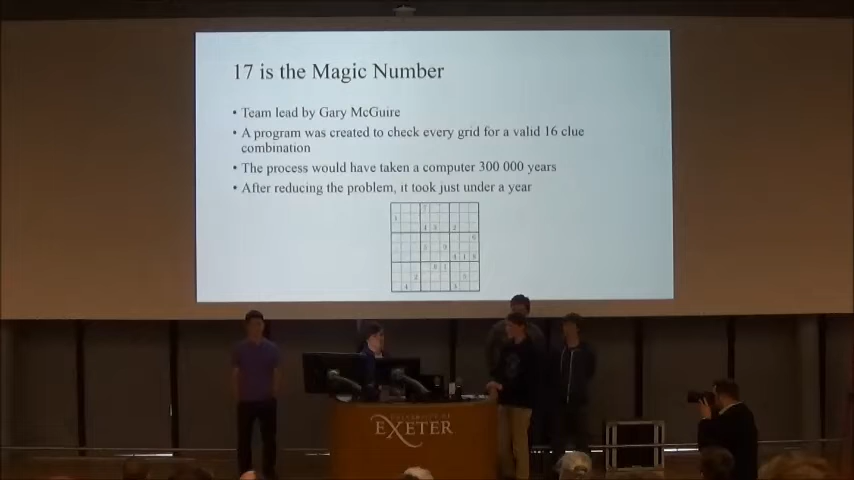 17 is the Magic Number
• Team lead by Gary McGuire
• A program was created to check every grid for a valid 16 clue
combination
• The process would have taken a computer 300 000 years
• After reducing the problem, it took just under a year
UNIVERSITY OF
EXETER